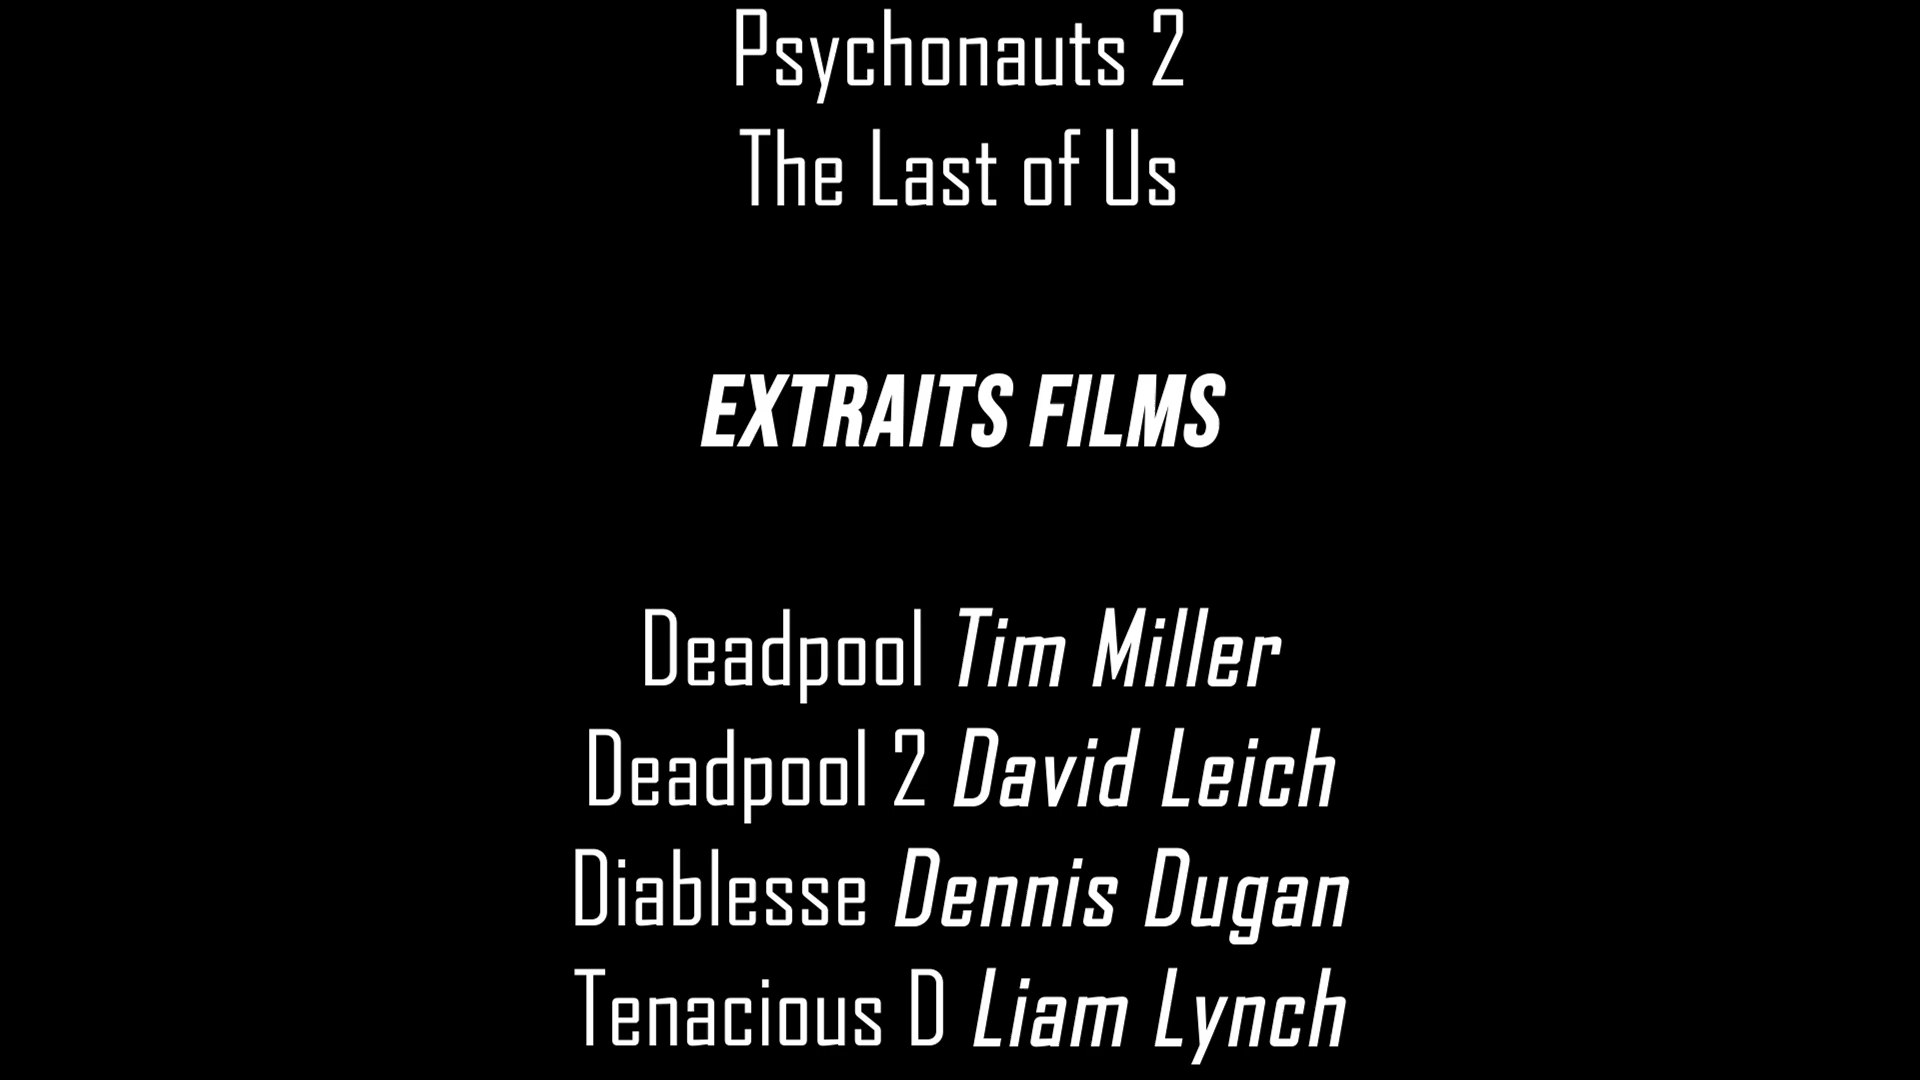 Psychonauts 2
The Last of Us
EXTRAITS FILMS
Deadpool Tim Miller
Deadpool 2 David Leich
Diablesse Dennis Dugan
Tenacious D Liam Lynch